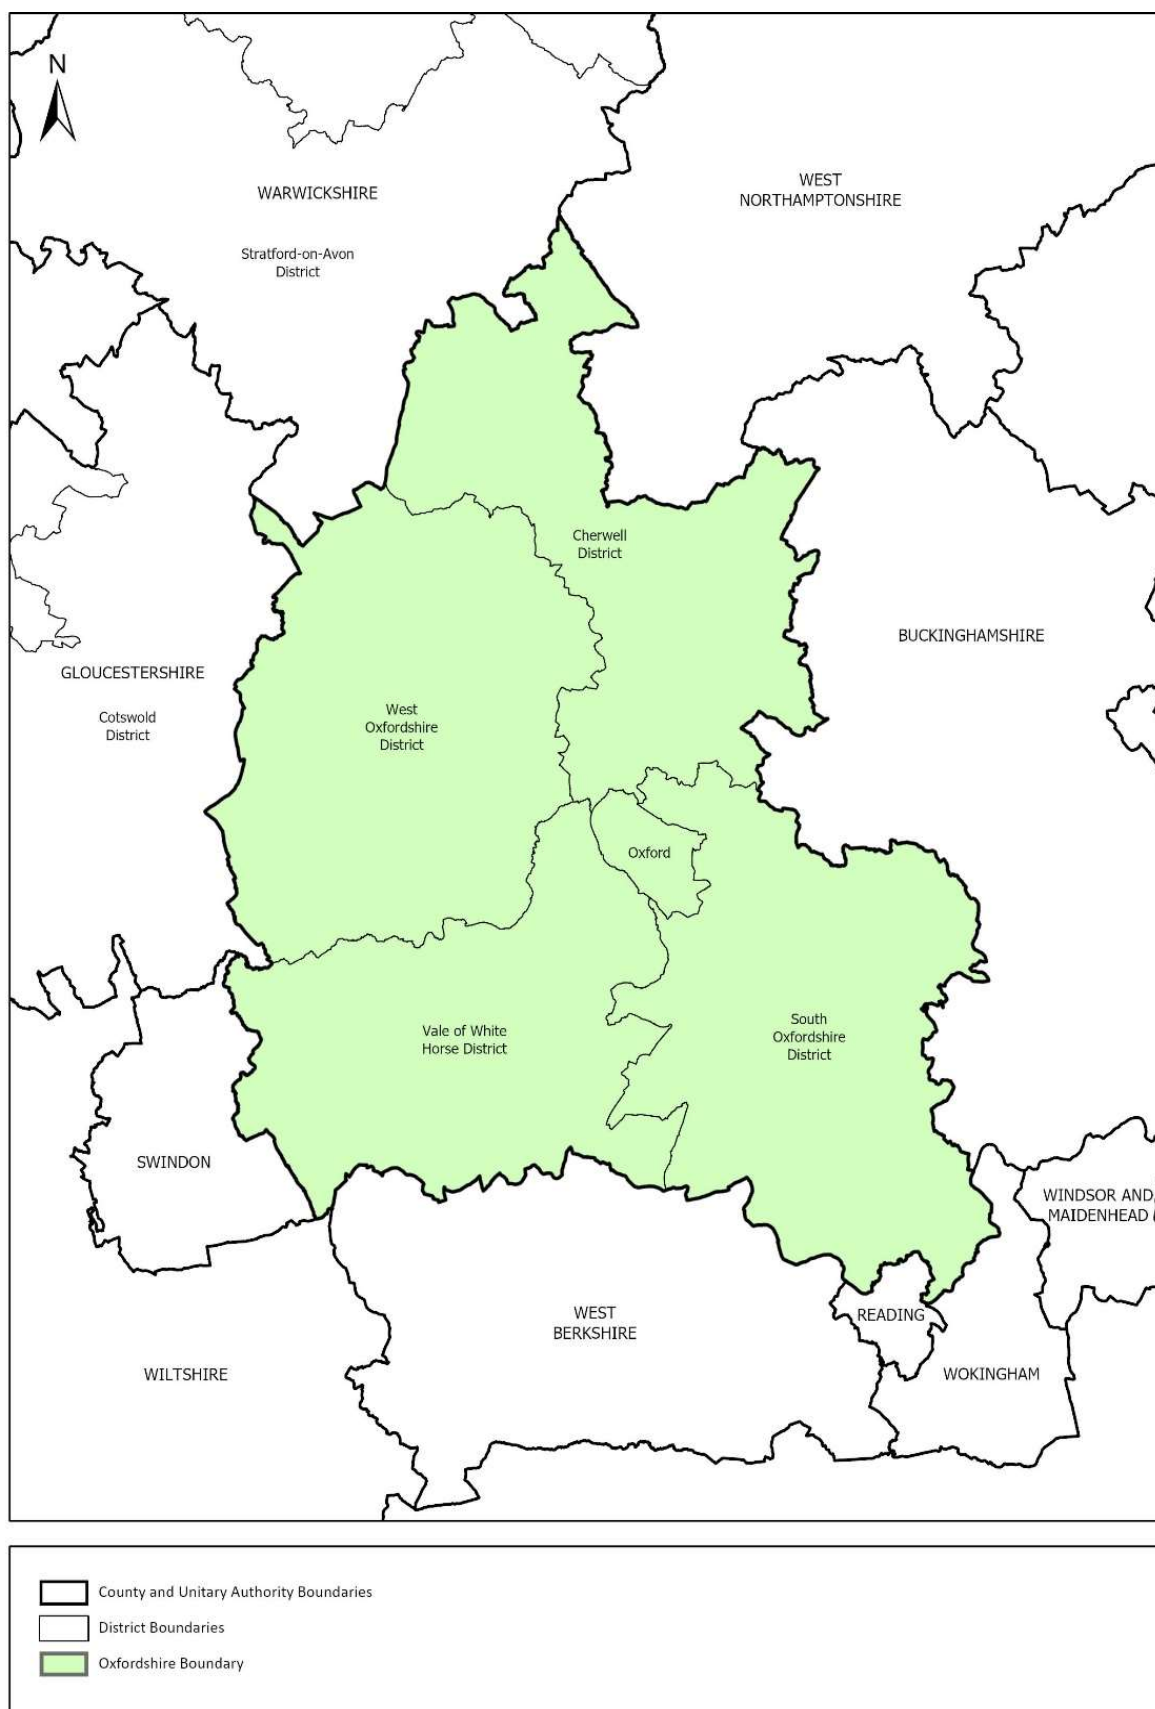 N
WARWICKSHIRE
WEST
NORTHAMPTONSHIRE
Stratford-on-Avon
District
Cherwell
District
BUCKINGHAMSHIRE
GLOUCESTERSHIRE
Cotswold
District
West
Oxfordshire
District
Oxford
Vale of White
Horse District
South
Oxfordshire
District
SWINDON
WINDSOR AND
MAIDENHEAD
WEST
BERKSHIRE
READING
WILTSHIRE
WOKINGHAM
County and Unitary Authority Boundaries
District Boundaries
Oxfordshire Boundary